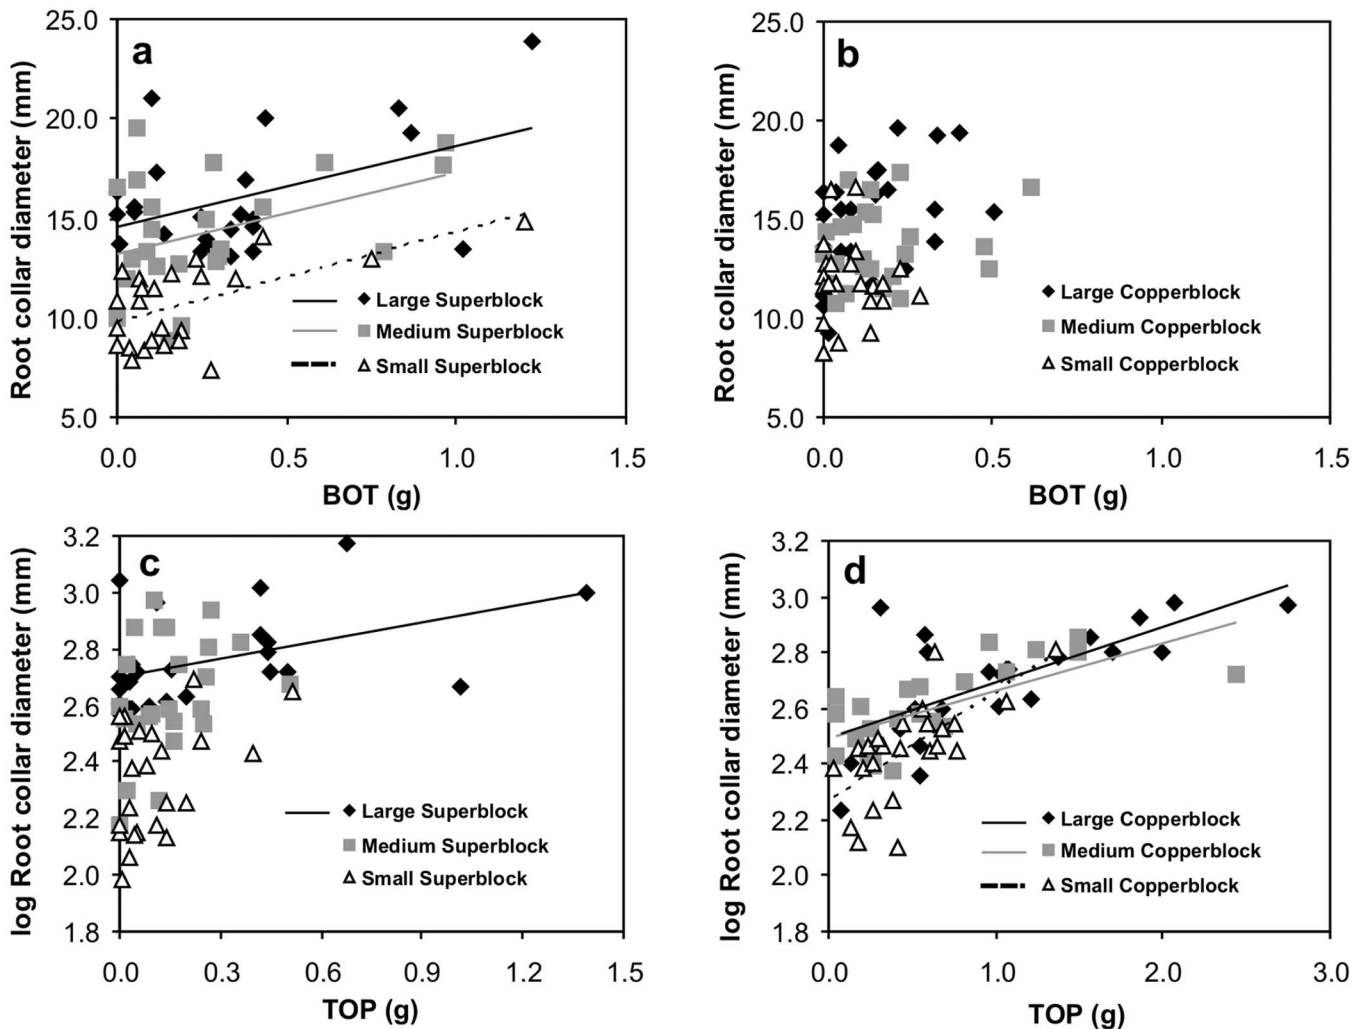 a
Root collar diameter (mm)
25.0
20.0
15.0
10.0
5.0
Large Superblock
Medium Superblock
Small Superblock
0.0 0.5 1.0 1.5
BOT (g)
b
Root collar diameter (mm)
25.0
20.0
15.0
10.0
5.0
Large Copperblock
Medium Copperblock
Small Copperblock
0.0 0.5 1.0 1.5
BOT (g)
c
log Root collar diameter (mm)
3.2
3.0
2.8
2.6
2.4
2.2
2.0
1.8
Large Superblock
Medium Superblock
Small Superblock
0.0 0.3 0.6 0.9 1.2 1.5
TOP (g)
d
log Root collar diameter (mm)
3.2
3.0
2.8
2.6
2.4
2.2
2.0
1.8
Large Copperblock
Medium Copperblock
Small Copperblock
0.0 1.0 2.0 3.0
TOP (g)